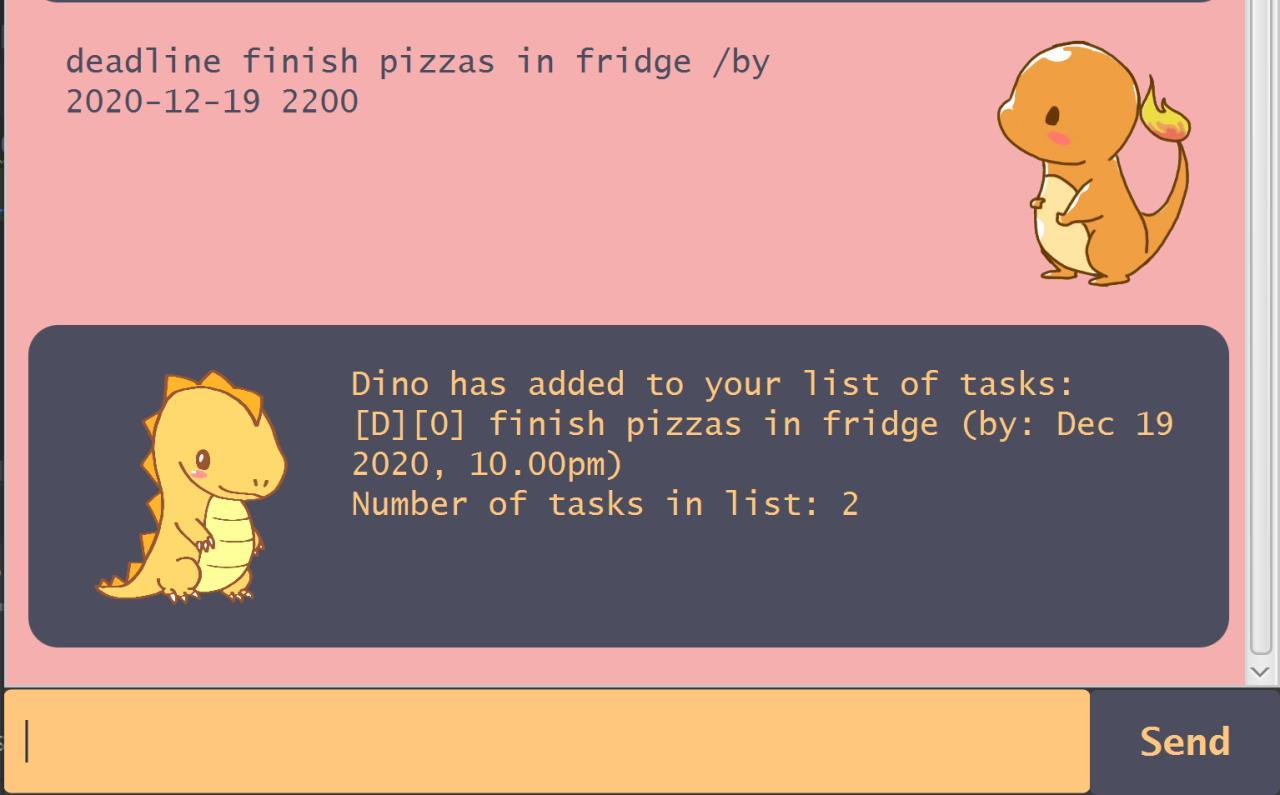 deadline finish pizzas in fridge /by
2020-12-19 2200
Dino has added to your list of tasks:
[D][O] finish pizzas in fridge (by: Dec 19
2020, 10.00pm)
Number of tasks in list: 2
Send